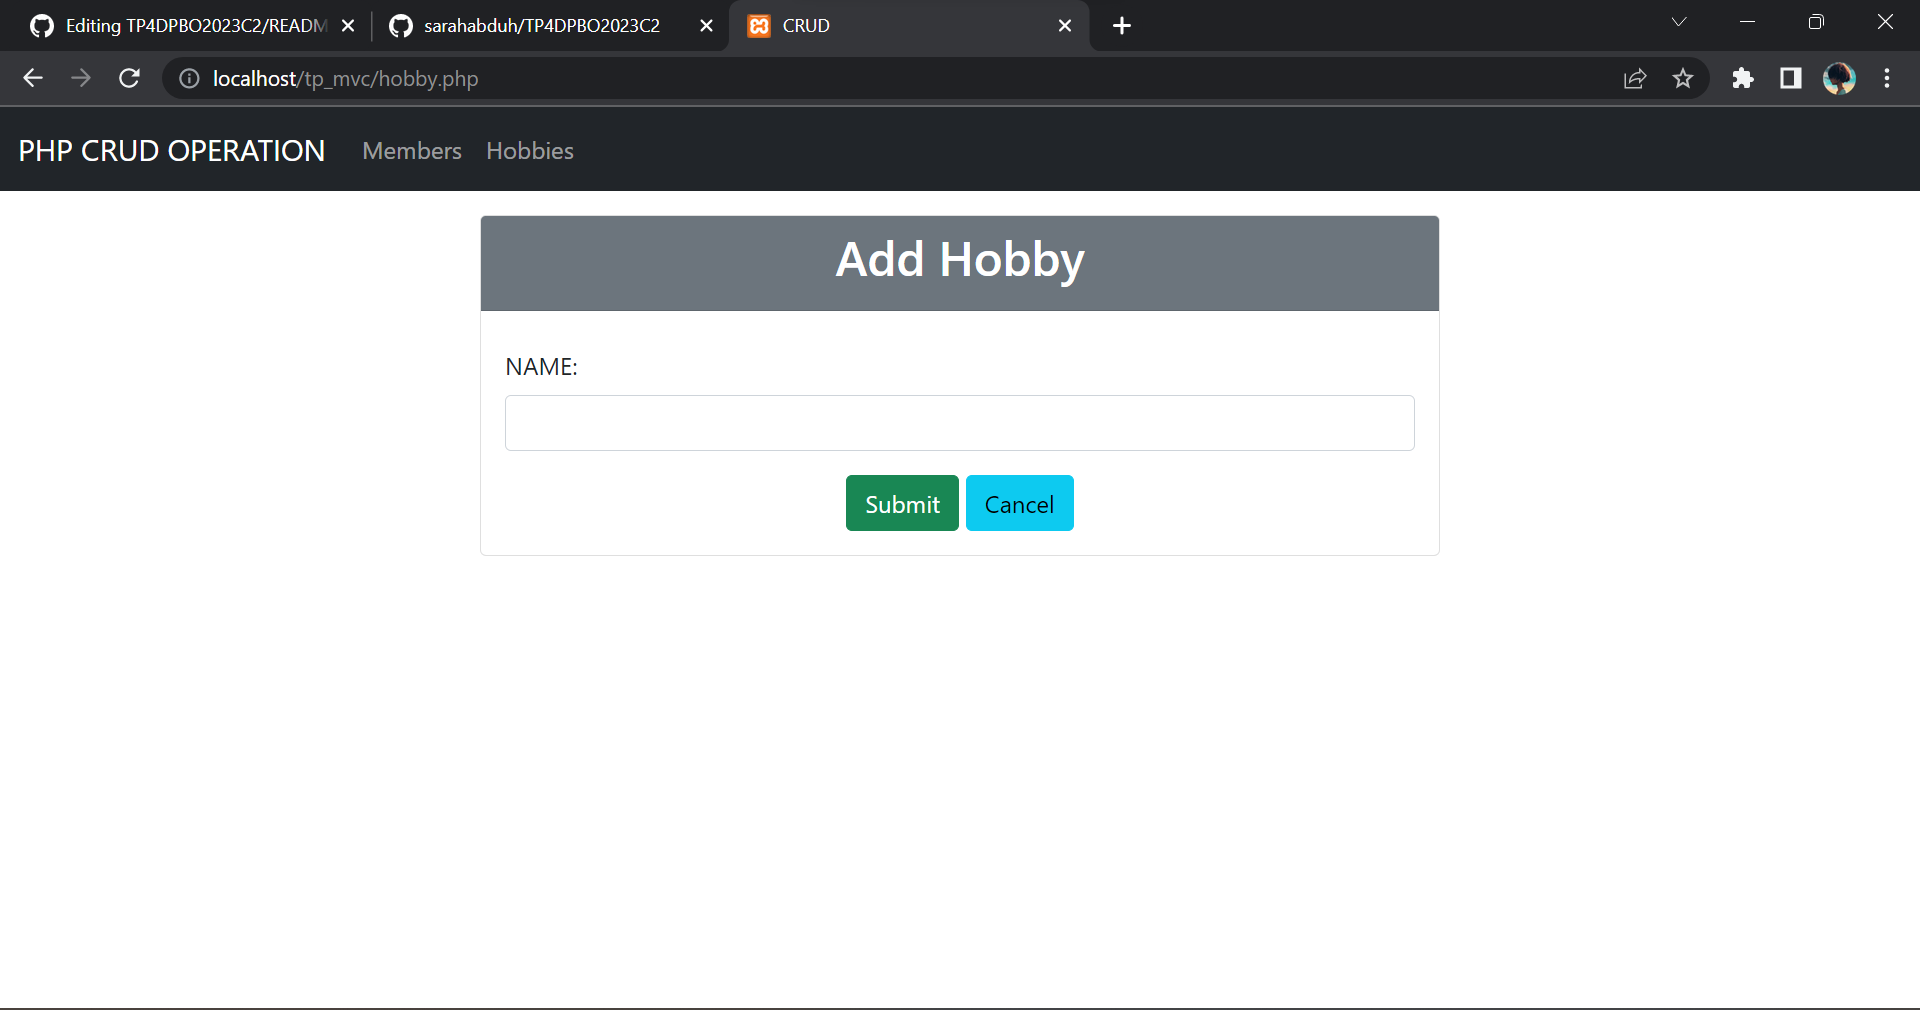 Editing TP4DPBO2023C2/READM
sarahabduh/TP4DPBO2023C2
CRUD
localhost/tp_mvc/hobby.php
PHP CRUD OPERATION Members Hobbies
Add Hobby
NAME:
Submit Cancel